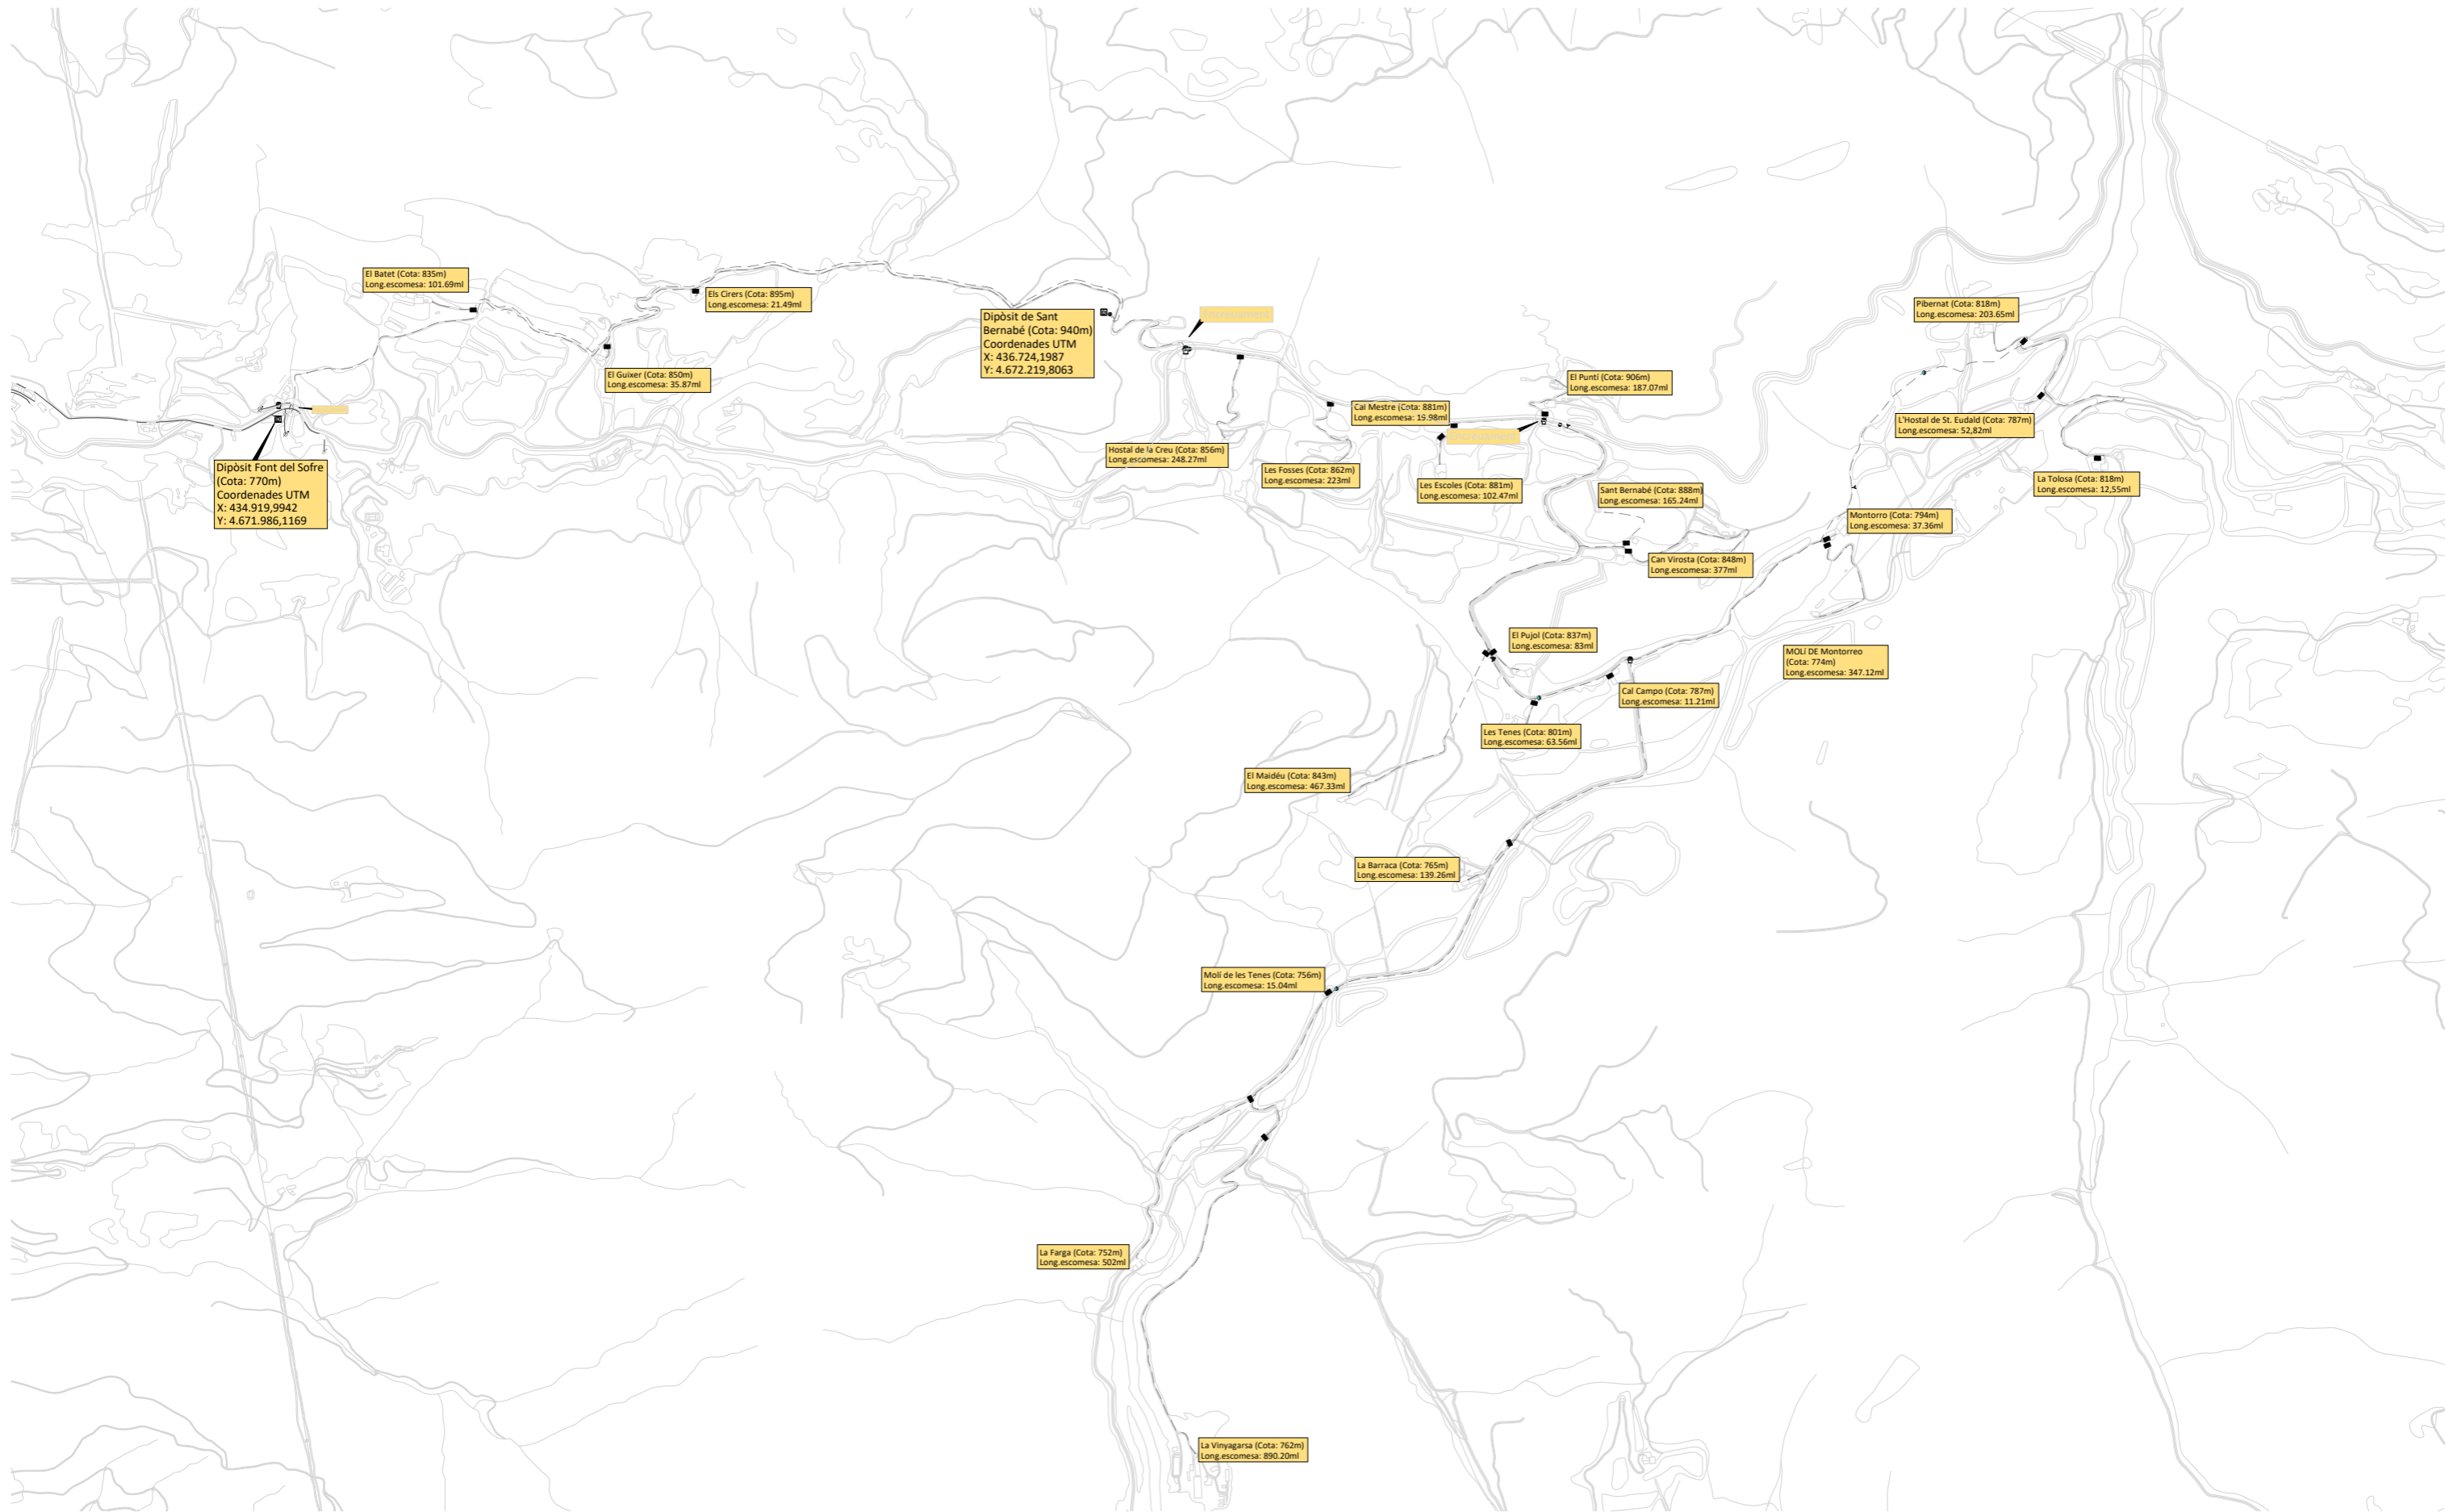 El Batet (Cota: 835m)
Long.escomesa: 101.69ml
Els Cirers (Cota: 895m)
Long.escomesa: 21.49ml
Dipòsit de Sant
Bernabé (Cota: 940m)
Coordenades UTM
X: 436.724,1987
Y: 4.672.219,8063
Pibernat (Cota: 818m)
Long.escomesa: 203.65ml
El Guixer (Cota: 850m)
Long.escomesa: 35.87ml
El Puntí (Cota: 906m)
Long.escomesa: 187.07ml
Cal Mestre (Cota: 881m)
Long.escomesa: 19.98ml
L'Hostal de St. Eudald (Cota: 787m)
Long.escomesa: 52,82ml
Hostal de la Creu (Cota: 856m)
Long.escomesa: 248.27ml
Dipòsit Font del Sofre
(Cota: 770m)
Coordenades UTM
X: 434.919,9942
Y: 4.671.986,1169
Les Fosses (Cota: 862m)
Long.escomesa: 223ml
Les Escoles (Cota: 881m)
Long.escomesa: 102.47ml
Sant Bernabé (Cota: 888m)
Long.escomesa: 165.24ml
La Tolosa (Cota: 818m)
Long.escomesa: 12,55ml
Montorro (Cota: 794m)
Long.escomesa: 37.36ml
Can Virosta (Cota: 848m)
Long.escomesa: 377ml
El Pujol (Cota: 837m)
Long.escomesa: 83ml
MOLí DE Montorreo
(Cota: 774m)
Long.escomesa: 347.12ml
Cal Campo (Cota: 787m)
Long.escomesa: 11.21ml
Les Tenes (Cota: 801m)
Long.escomesa: 63.56ml
El Maidéu (Cota: 843m)
Long.escomesa: 467.33ml
La Barraca (Cota: 765m)
Long.escomesa: 139.26ml
Molí de les Tenes (Cota: 756m)
Long.escomesa: 15.04ml
La Farga (Cota: 752m)
Long.escomesa: 502ml
La Vinyagarsa (Cota: 762m)
Long.escomesa: 890.20ml